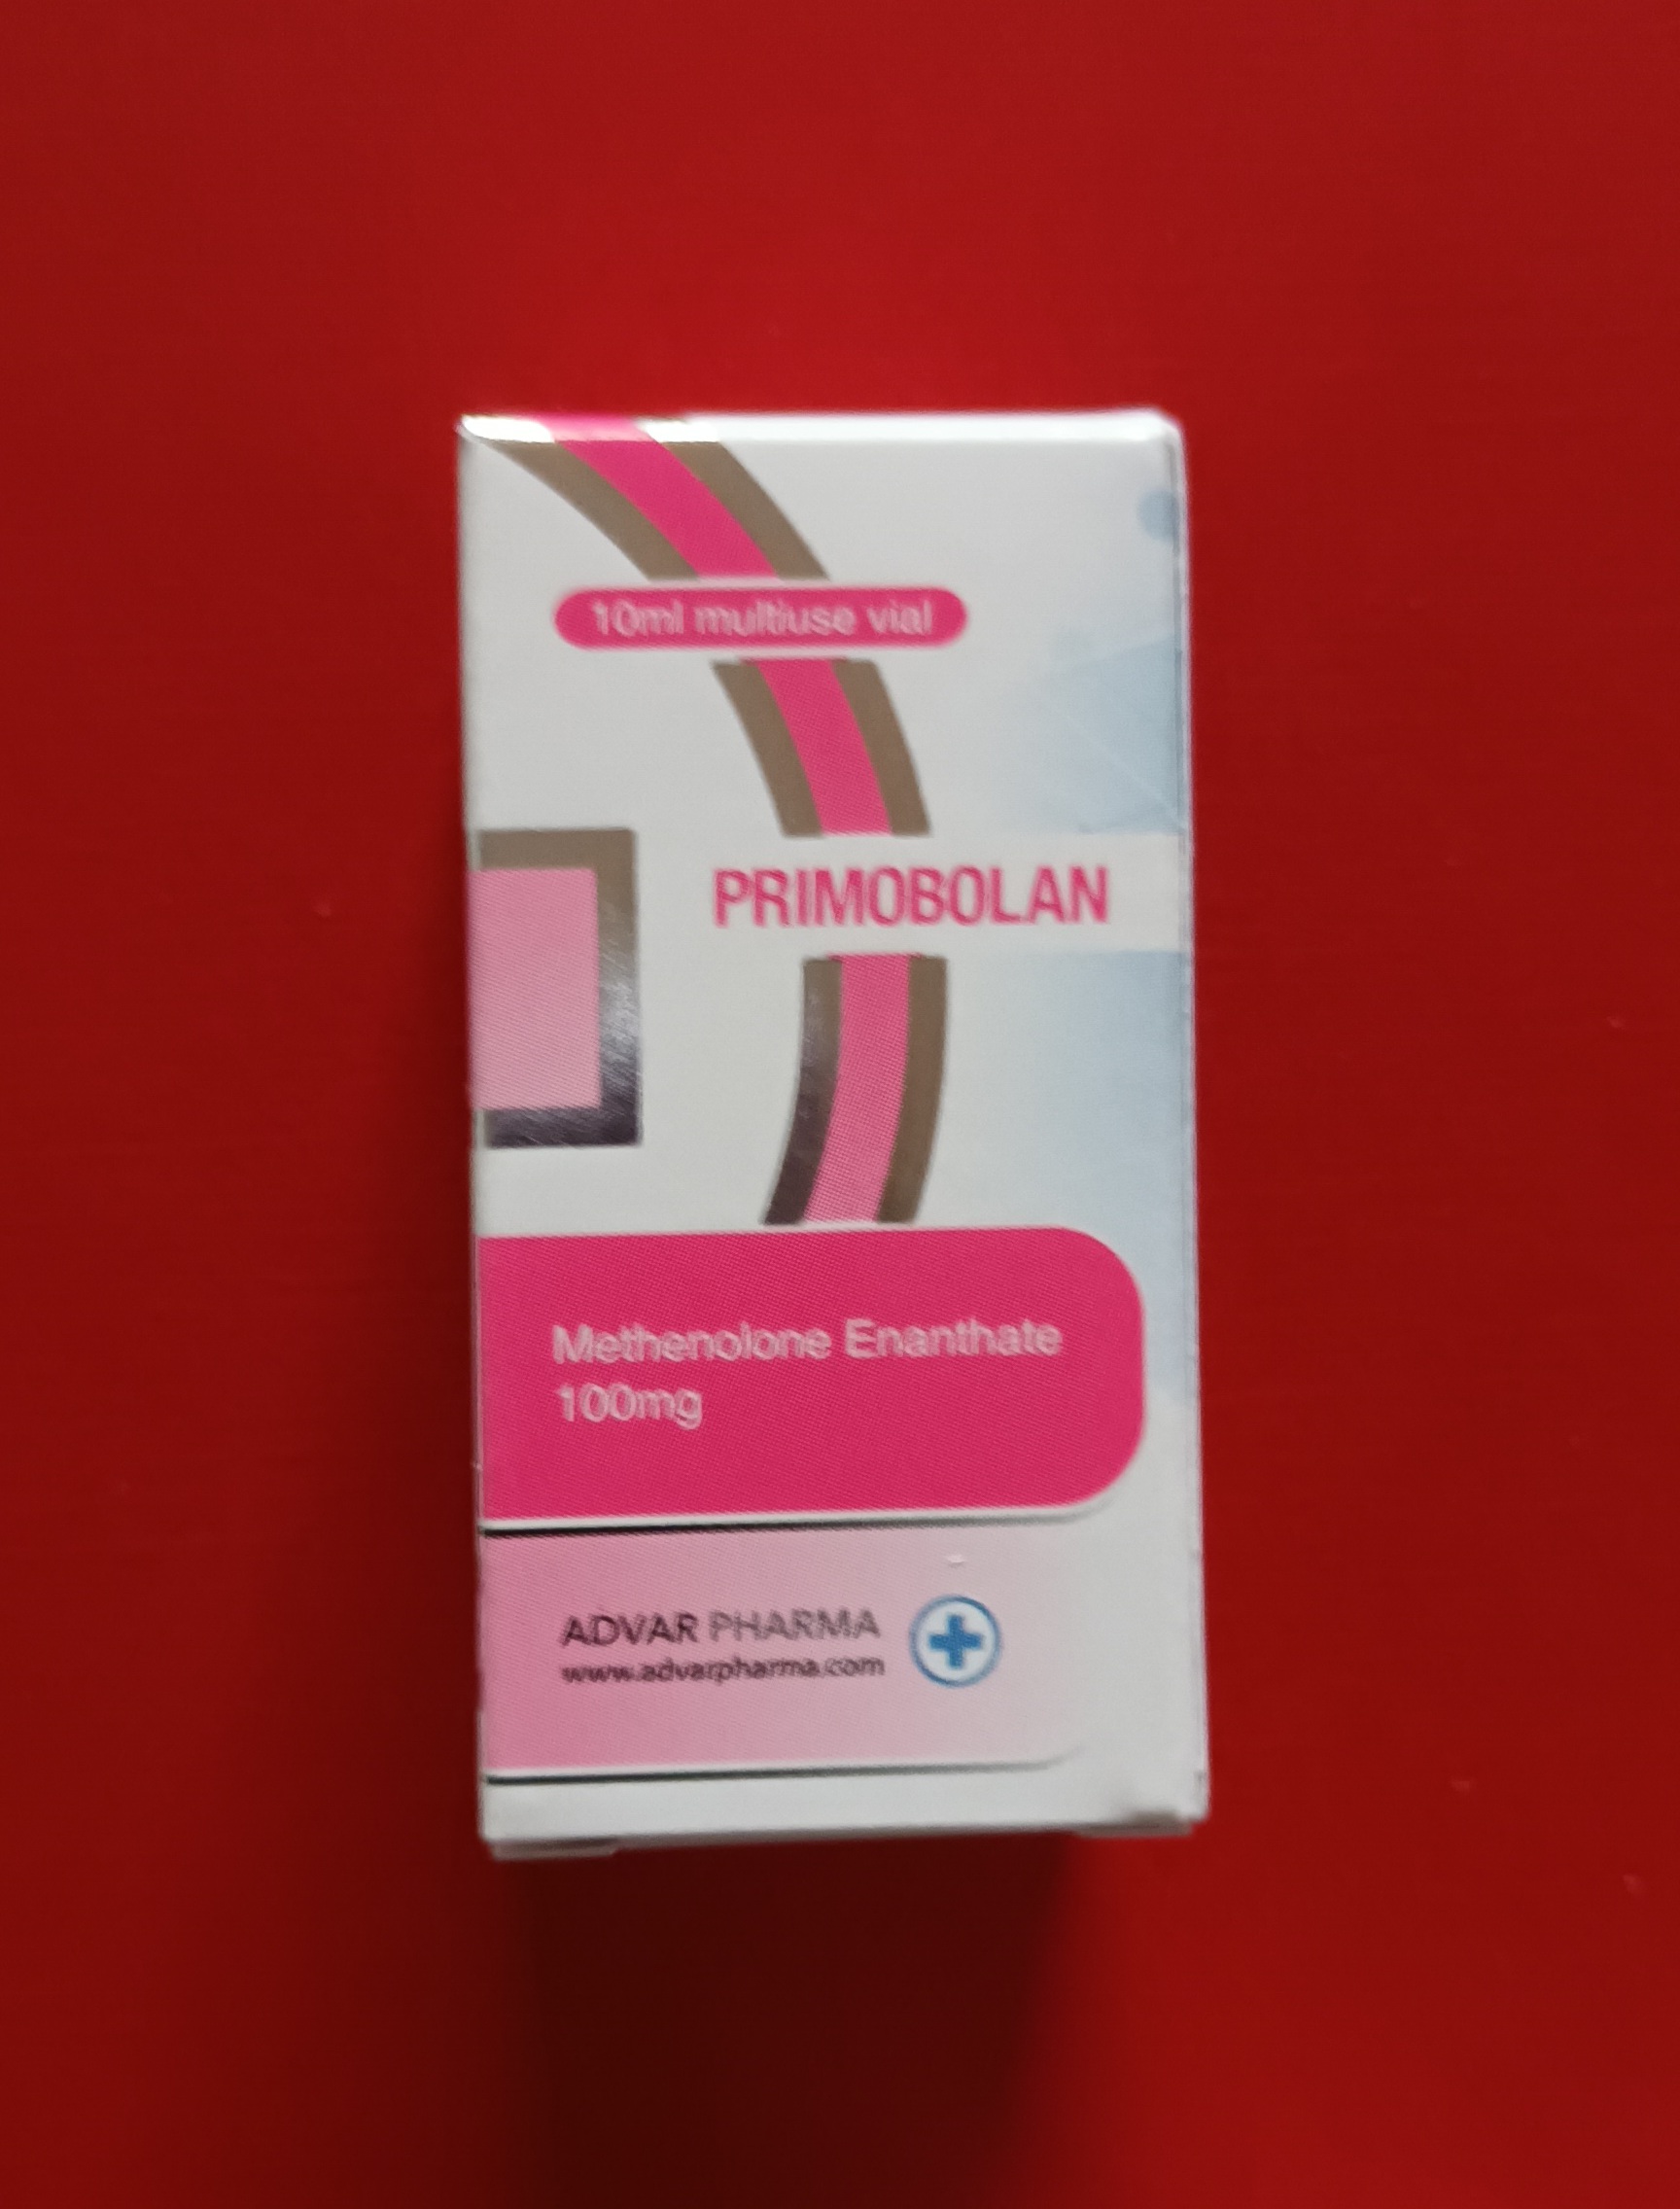 10ml multiuse vial
PRIMOBOLAN
Methenolone Enanthate
100mg
ADVAR PHARMA
www.advarpharma.com